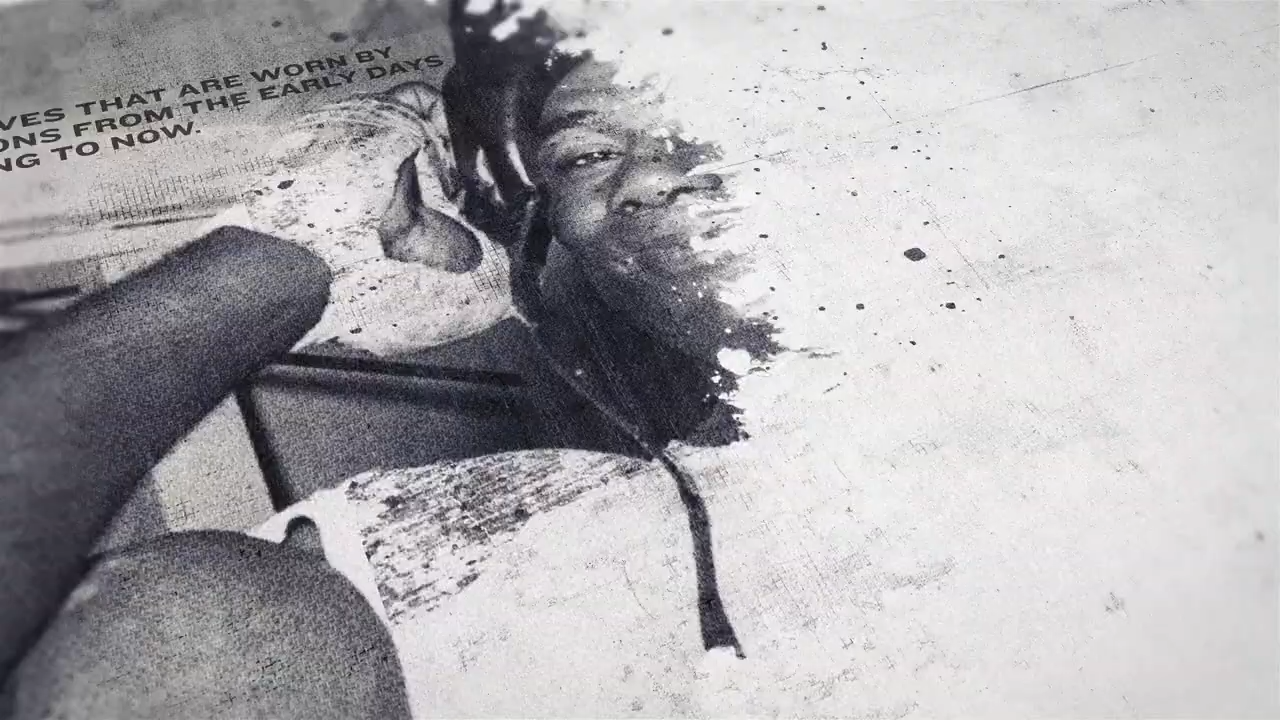 VES THAT ARE WORN BY
ONS FROM THE EARLY DAYS
NG TO NOW.